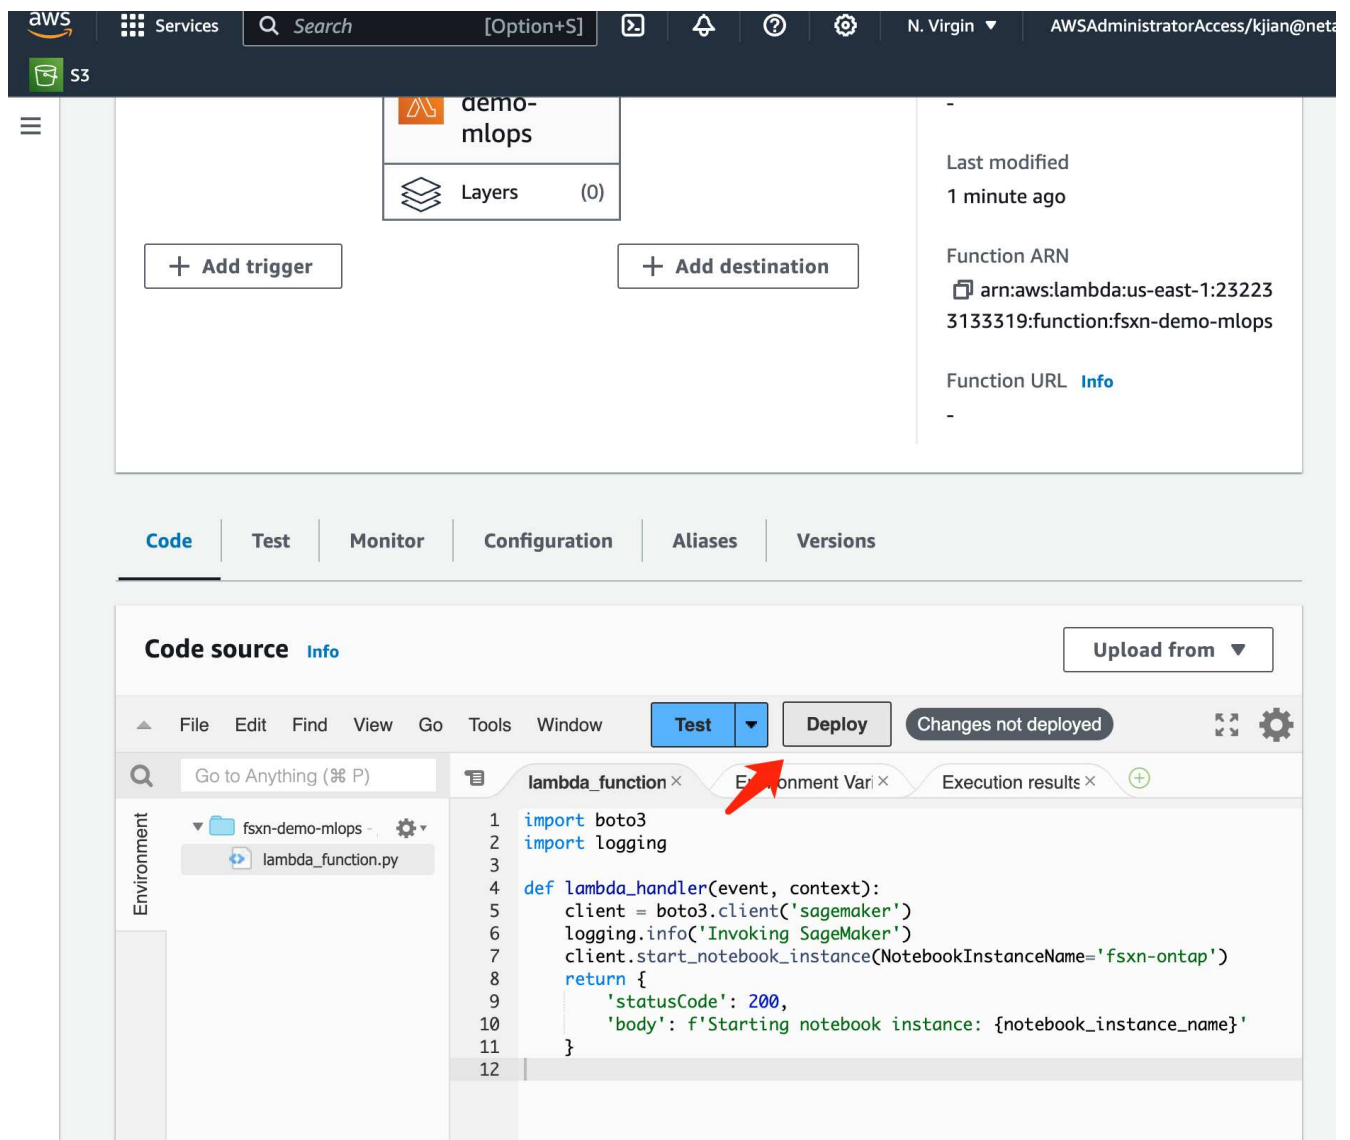 aws
Services
Search
[Option+S]
N. Virgin ▼
AWSAdministratorAccess/kjian@neta
S3
demo-
mlops
Layers (0)
+ Add trigger
+ Add destination
-
Last modified
1 minute ago
Function ARN
arn:aws:lambda:us-east-1:23223
3133319:function:fsxn-demo-mlops
Function URL Info
-
Code
Test
Monitor
Configuration
Aliases
Versions
Code source Info
Upload from ▼
File Edit Find View Go Tools Window
Test
Deploy
Changes not deployed
Go to Anything (⌘ P)
lambda_function ×
Environment Vari ×
Execution results ×
Environment
fsxn-demo-mlops -
lambda_function.py
1 import boto3
2 import logging
3
4 def lambda_handler(event, context):
5     client = boto3.client('sagemaker')
6     logging.info('Invoking SageMaker')
7     client.start_notebook_instance(NotebookInstanceName='fsxn-ontap')
8     return {
9         'statusCode': 200,
10         'body': f'Starting notebook instance: {notebook_instance_name}'
11     }
12